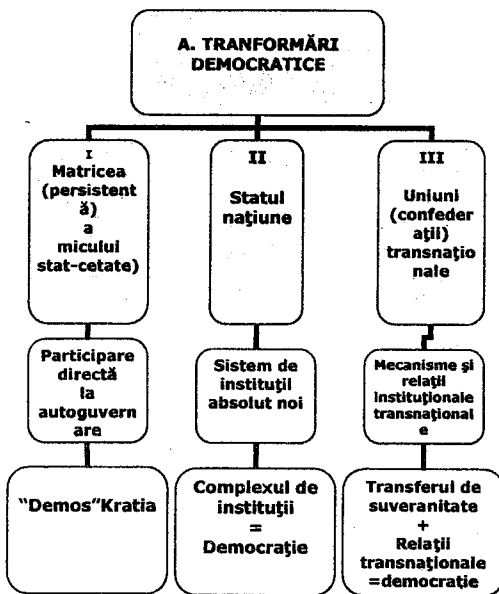 A. TRANFORMĂRI
DEMOCRATICE
I
Matricea
(persistent
ă)
a
micului
stat-cetate)
II
Statul
naţiune
III
Uniuni
(confeder
aţii)
transnaţio
nale
Participare
directă
la
autoguvern
are
Sistem de
instituţii
absolut noi
Mecanisme şi
relaţii
instituţionale
transnaţional
e
"Demos"Kratia
Complexul de
instituţii
=
Democraţie
Transferul de
suveranitate
+
Relaţii
transnaţionale
=democraţie